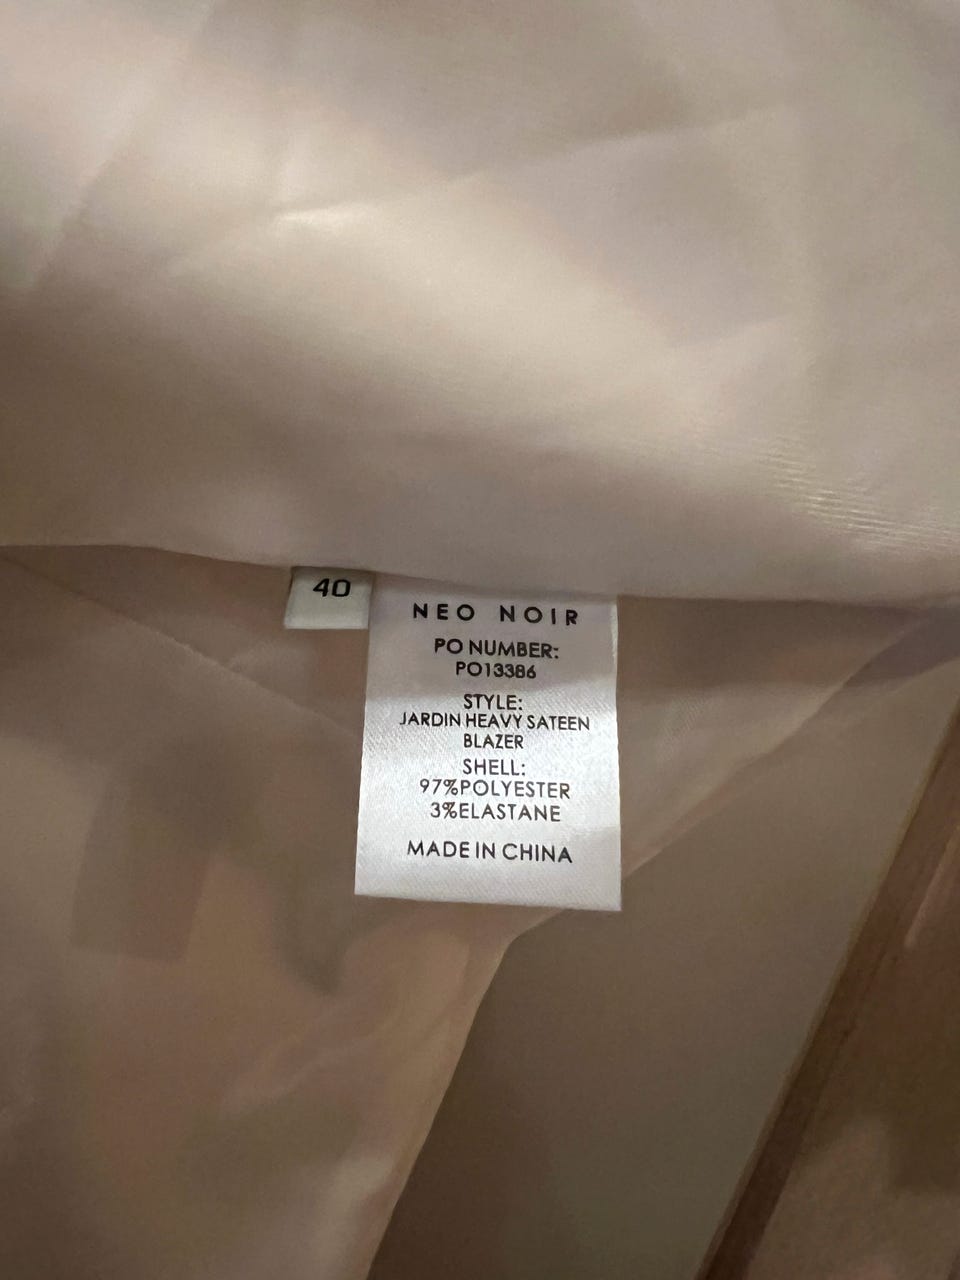 40
NEO NOIR
PO NUMBER:
PO13386
STYLE:
JARDIN HEAVY SATEEN
BLAZER
SHELL:
97%POLYESTER
3%ELASTANE
MADE IN CHINA